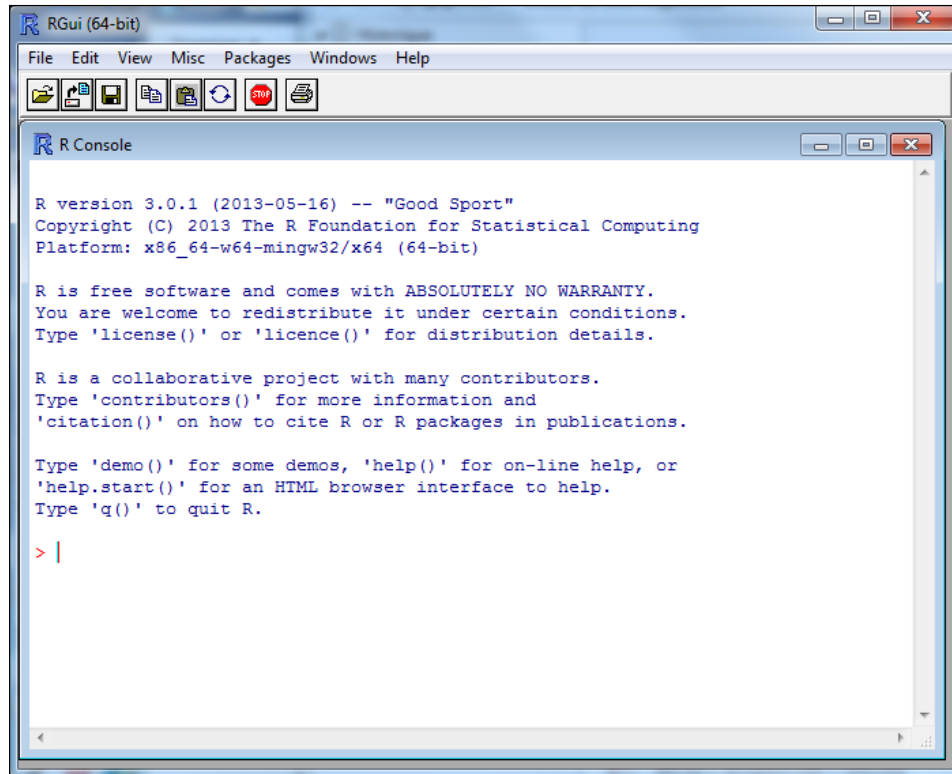 RGui (64-bit)
File Edit View Misc Packages Windows Help
STOP
R Console
R version 3.0.1 (2013-05-16) -- "Good Sport"
Copyright (C) 2013 The R Foundation for Statistical Computing
Platform: x86_64-w64-mingw32/x64 (64-bit)
R is free software and comes with ABSOLUTELY NO WARRANTY.
You are welcome to redistribute it under certain conditions.
Type 'license()' or 'licence()' for distribution details.
R is a collaborative project with many contributors.
Type 'contributors()' for more information and
'citation()' on how to cite R or R packages in publications.
Type 'demo()' for some demos, 'help()' for on-line help, or
'help.start()' for an HTML browser interface to help.
Type 'q()' to quit R.
>